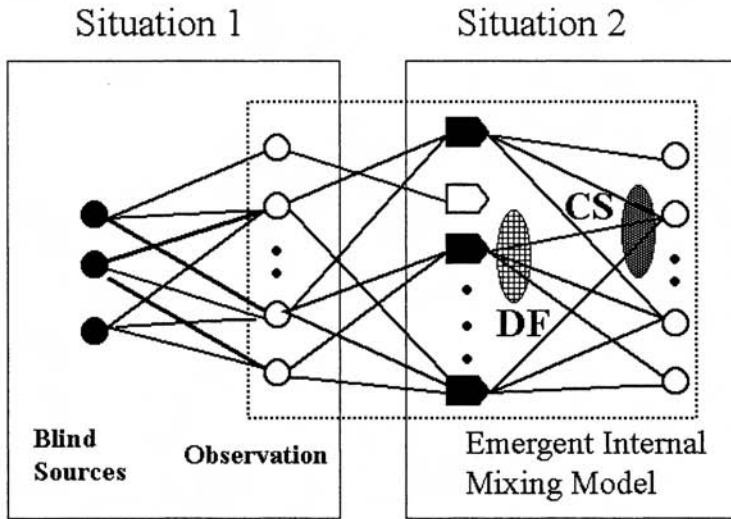 Situation 1
Situation 2
CS
DF
Blind
Sources
Observation
Emergent Internal
Mixing Model